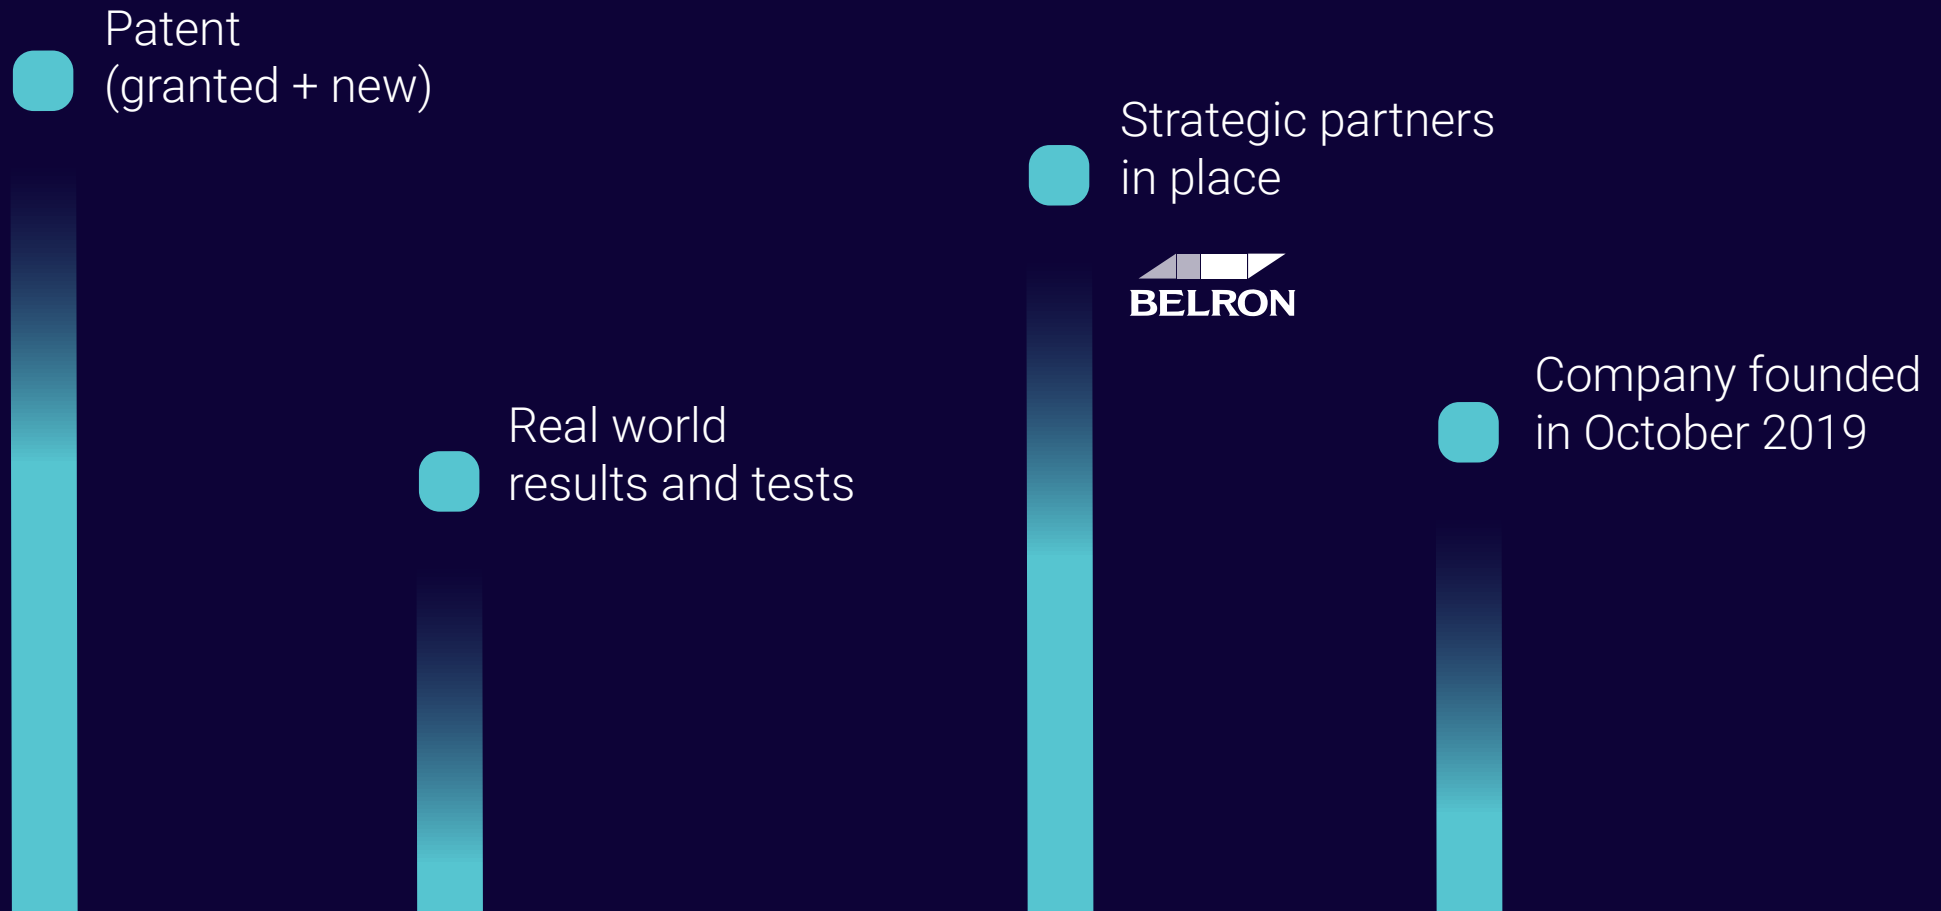 Patent
(granted + new)
Real world
results and tests
Strategic partners
in place
BELRON
Company founded
in October 2019